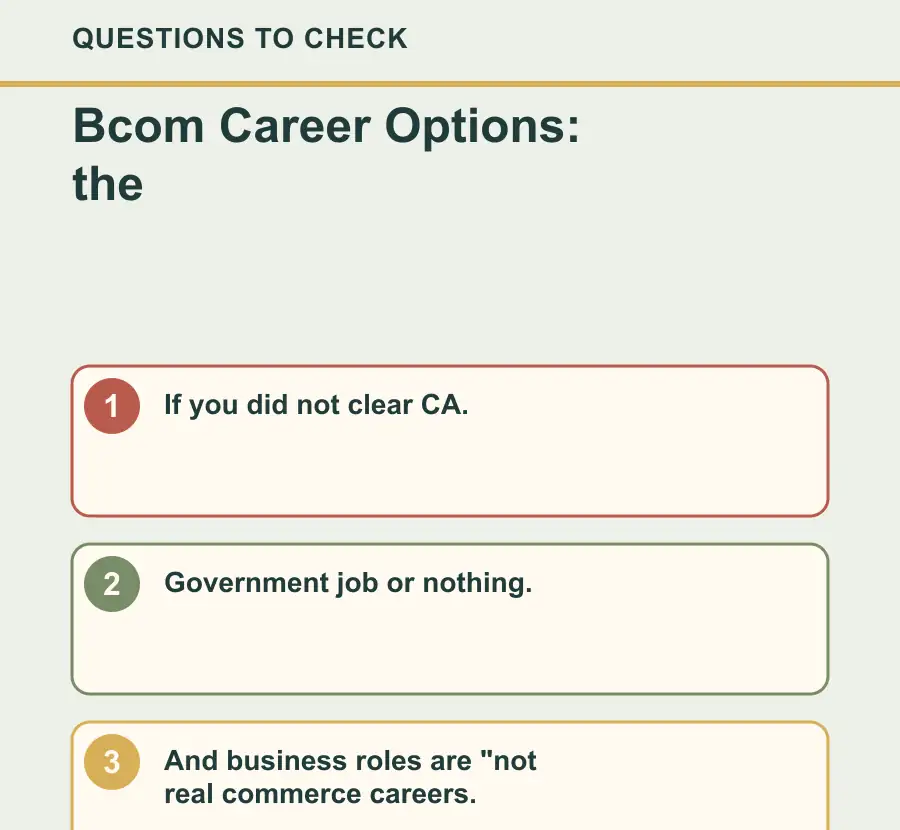 QUESTIONS TO CHECK
Bcom Career Options:
the
1
If you did not clear CA.
2
Government job or nothing.
3
And business roles are "not
real commerce careers.